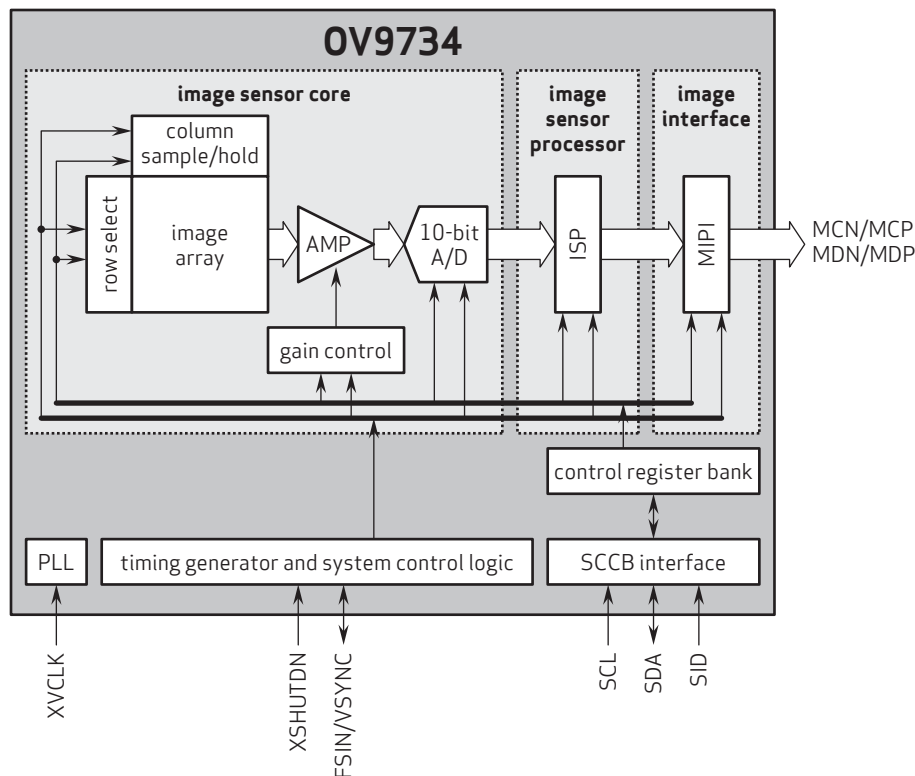 OV9734
image sensor core
image
sensor
processor
image
interface
column
sample/hold
row select
image
array
AMP
10-bit
A/D
ISP
MIPI
MCN/MCP
MDN/MDP
gain control
control register bank
PLL
timing generator and system control logic
SCCB interface
XVCLK
XSHUTDN
FSIN/VSYNC
SCL
SDA
SID